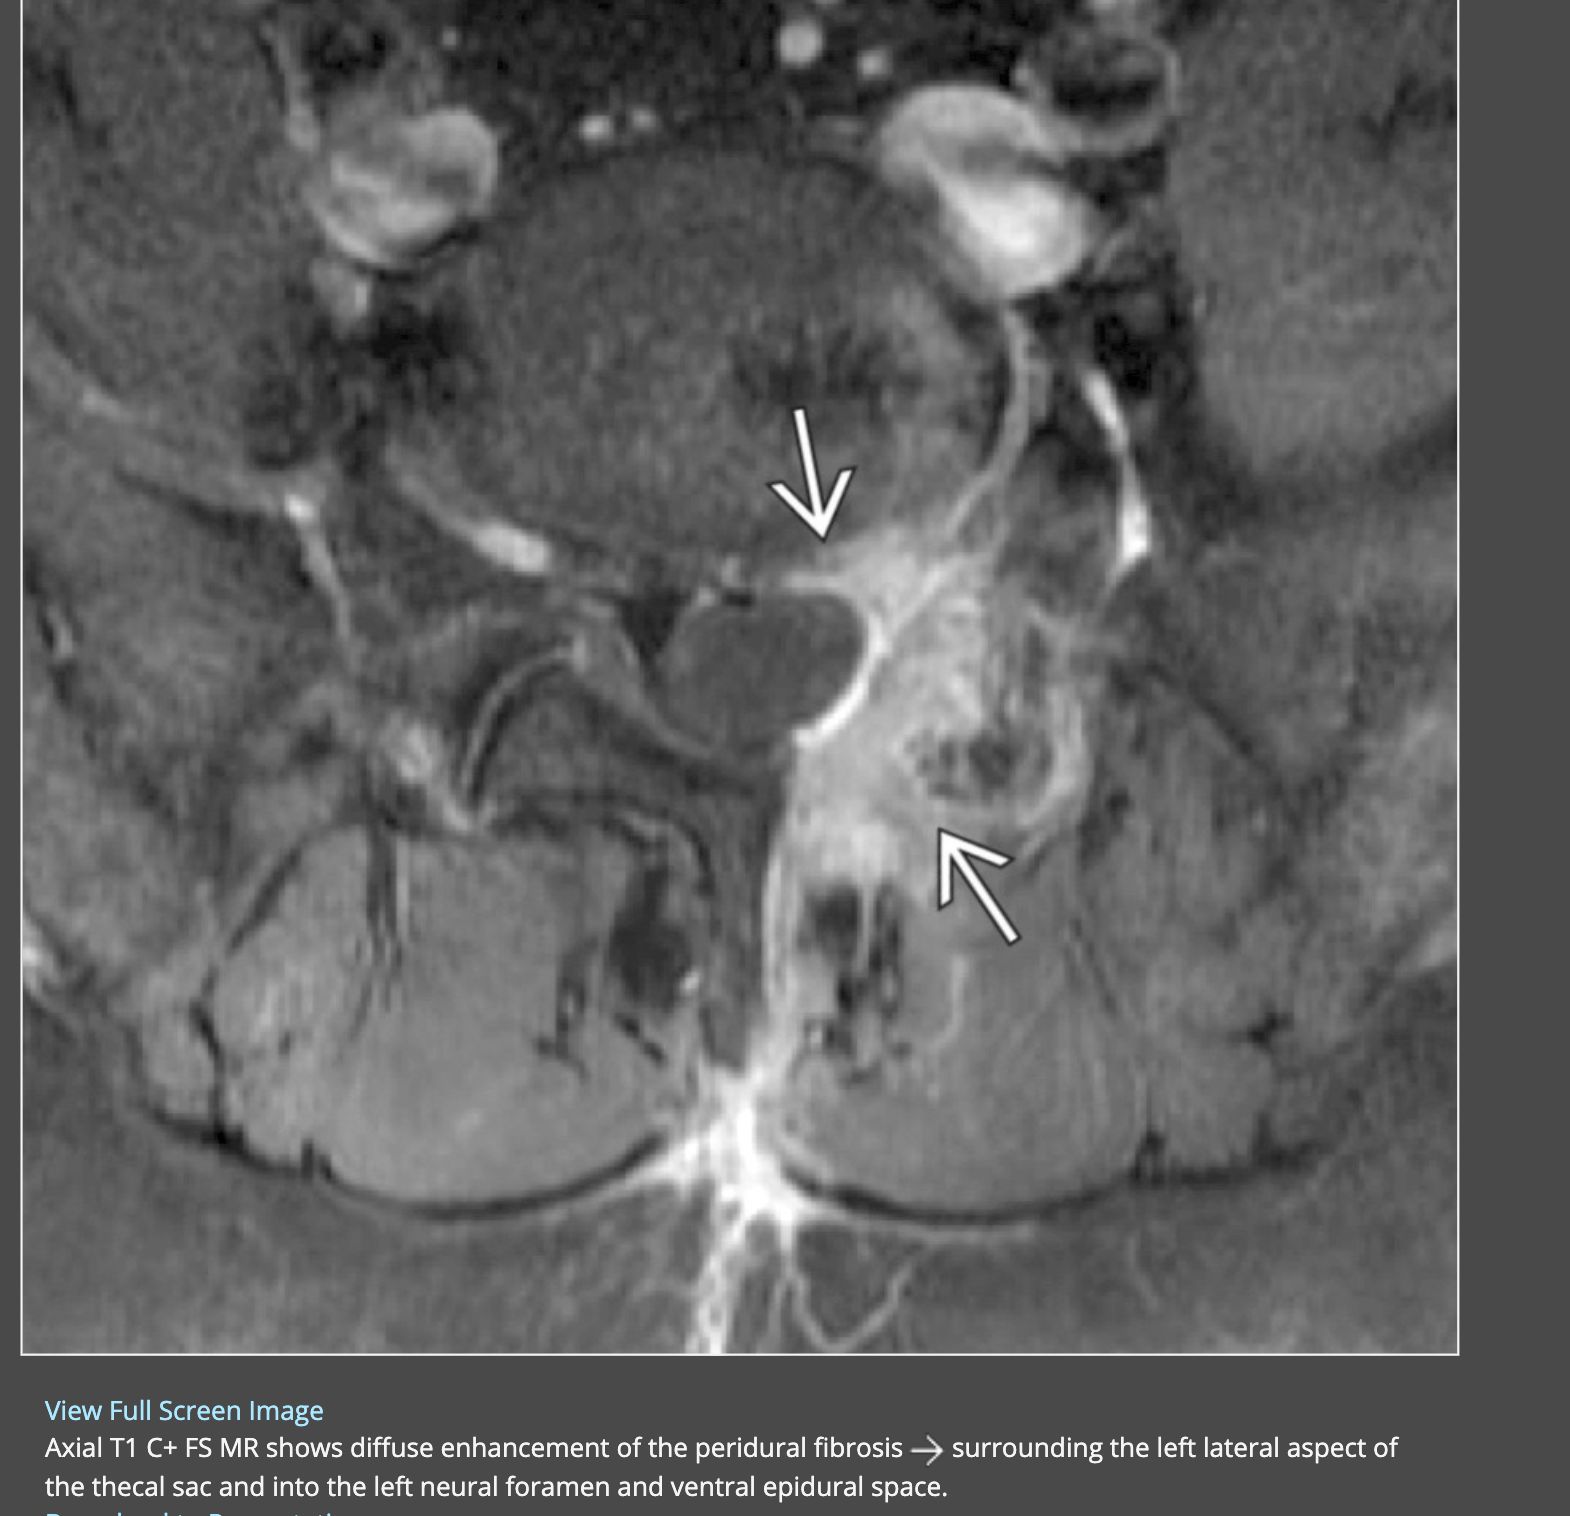 View Full Screen Image
Axial T1 C+ FS MR shows diffuse enhancement of the peridural fibrosis → surrounding the left lateral aspect of
the thecal sac and into the left neural foramen and ventral epidural space.